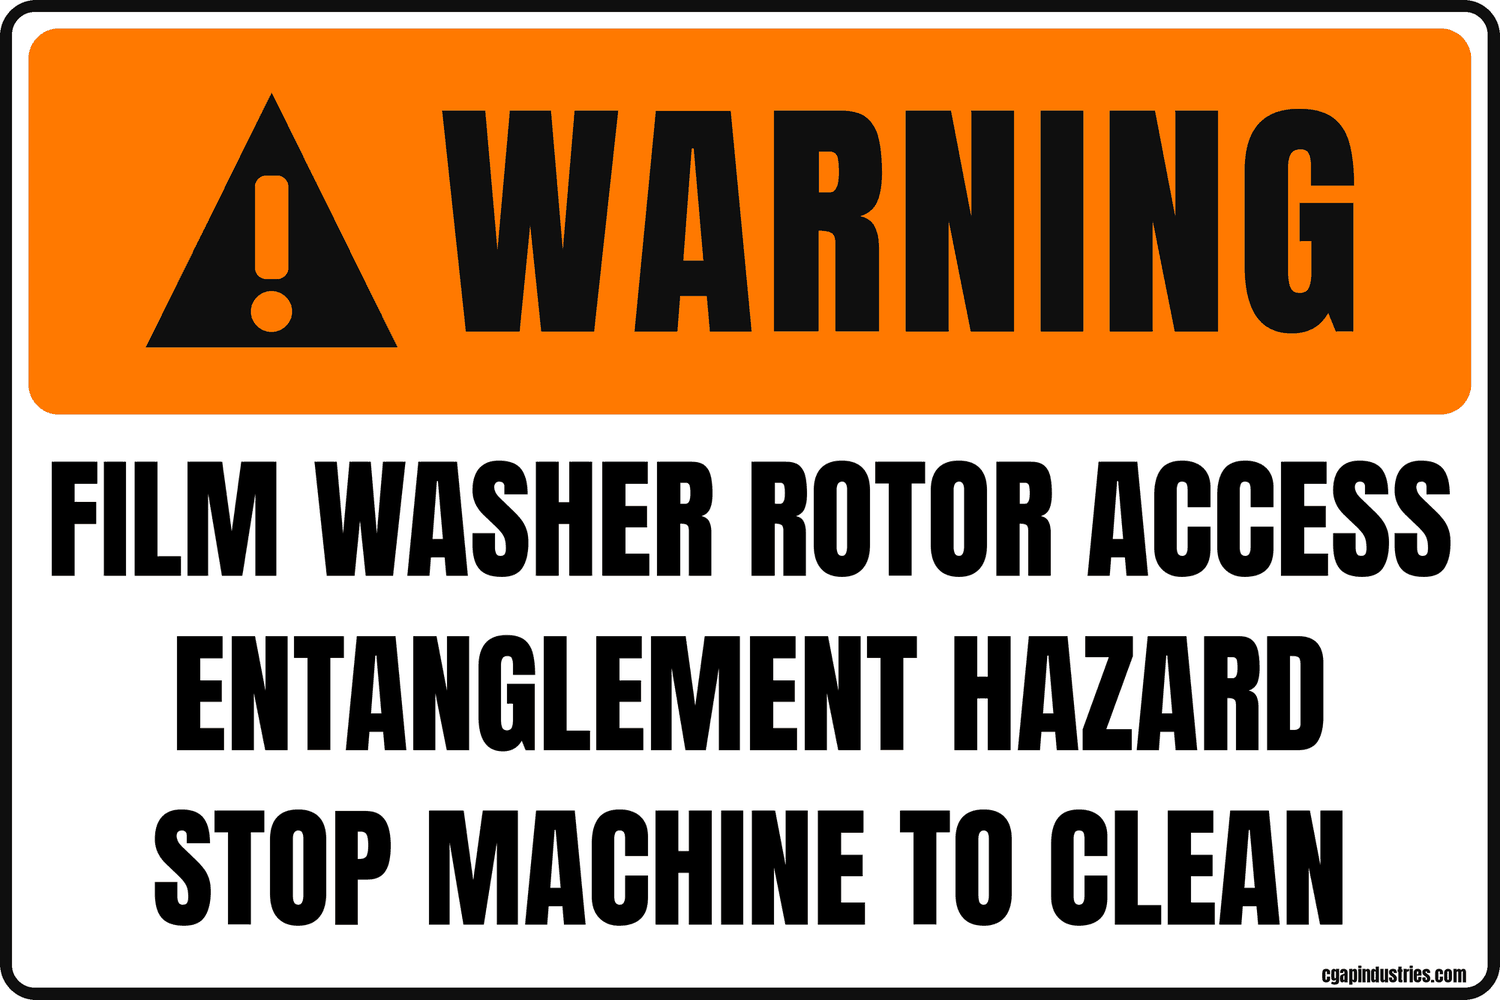 WARNING
FILM WASHER ROTOR ACCESS
ENTANGLEMENT HAZARD
STOP MACHINE TO CLEAN
cgapindustries.com